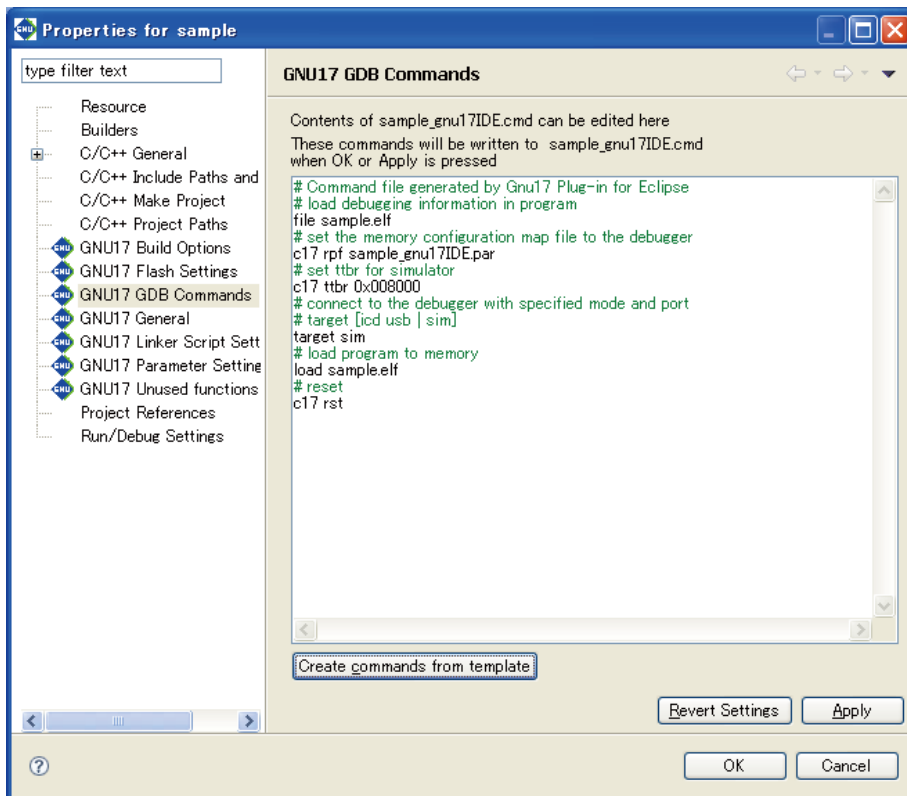 Properties for sample
type filter text
Resource
Builders
C/C++ General
C/C++ Include Paths and
C/C++ Make Project
C/C++ Project Paths
GNU GNU17 Build Options
GNU GNU17 Flash Settings
GNU GNU17 GDB Commands
GNU GNU17 General
GNU GNU17 Linker Script Sett
GNU GNU17 Parameter Setting
GNU GNU17 Unused functions
Project References
Run/Debug Settings
GNU17 GDB Commands
Contents of sample_gnu17IDE.cmd can be edited here
These commands will be written to sample_gnu17IDE.cmd
when OK or Apply is pressed
# Command file generated by Gnu17 Plug-in for Eclipse
# load debugging information in program
file sample.elf
# set the memory configuration map file to the debugger
c17 rpf sample_gnu17IDE.par
# set ttbr for simulator
c17 ttbr 0x008000
# connect to the debugger with specified mode and port
# target [icd usb | sim]
target sim
# load program to memory
load sample.elf
# reset
c17 rst
Create commands from template
Revert Settings
Apply
?
OK
Cancel